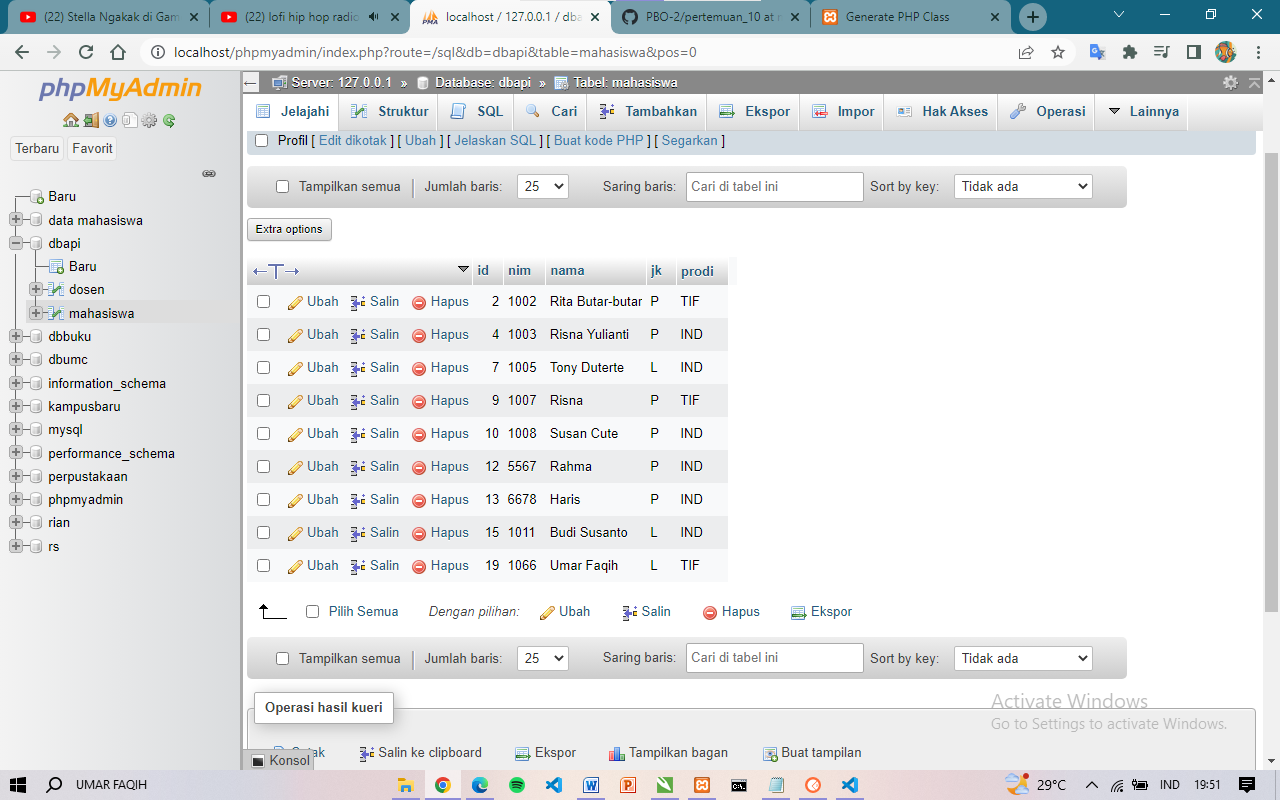 (22) Stella Ngakak di Gam
(22) lofi hip hop radio
localhost / 127.0.0.1 / dba
PBO-2/pertemuan_10 at
Generate PHP Class
localhost/phpmyadmin/index.php?route=/sql&db=dbapi&table=mahasiswa&pos=0
phpMyAdmin
Terbaru Favorit
Baru
data mahasiswa
dbapi
Baru
dosen
mahasiswa
dbbuku
dbumc
information_schema
kampusbaru
mysql
performance_schema
perpustakaan
phpmyadmin
rian
rs
Server: 127.0.0.1 » Database: dbapi » Tabel: mahasiswa
Jelajahi Struktur SQL Cari Tambahkan Ekspor Impor Hak Akses Operasi Lainnya
Profil [ Edit dikotak ] [ Ubah ] [ Jelaskan SQL ] [ Buat kode PHP ] [ Segarkan ]
Tampilkan semua Jumlah baris: 25 Saring baris: Cari di tabel ini Sort by key: Tidak ada
Extra options
id nim nama jk prodi
Ubah Salin Hapus 2 1002 Rita Butar-butar P TIF
Ubah Salin Hapus 4 1003 Risna Yulianti P IND
Ubah Salin Hapus 7 1005 Tony Duterte L IND
Ubah Salin Hapus 9 1007 Risna P TIF
Ubah Salin Hapus 10 1008 Susan Cute P IND
Ubah Salin Hapus 12 5567 Rahma P IND
Ubah Salin Hapus 13 6678 Haris P IND
Ubah Salin Hapus 15 1011 Budi Susanto L IND
Ubah Salin Hapus 19 1066 Umar Faqih L TIF
Pilih Semua Dengan pilihan: Ubah Salin Hapus Ekspor
Tampilkan semua Jumlah baris: 25 Saring baris: Cari di tabel ini Sort by key: Tidak ada
Operasi hasil kueri
Salin ke clipboard Ekspor Tampilkan bagan Buat tampilan
Konsol
Activate Windows
Go to Settings to activate Windows.
UMAR FAQIH
29°C IND 19:51